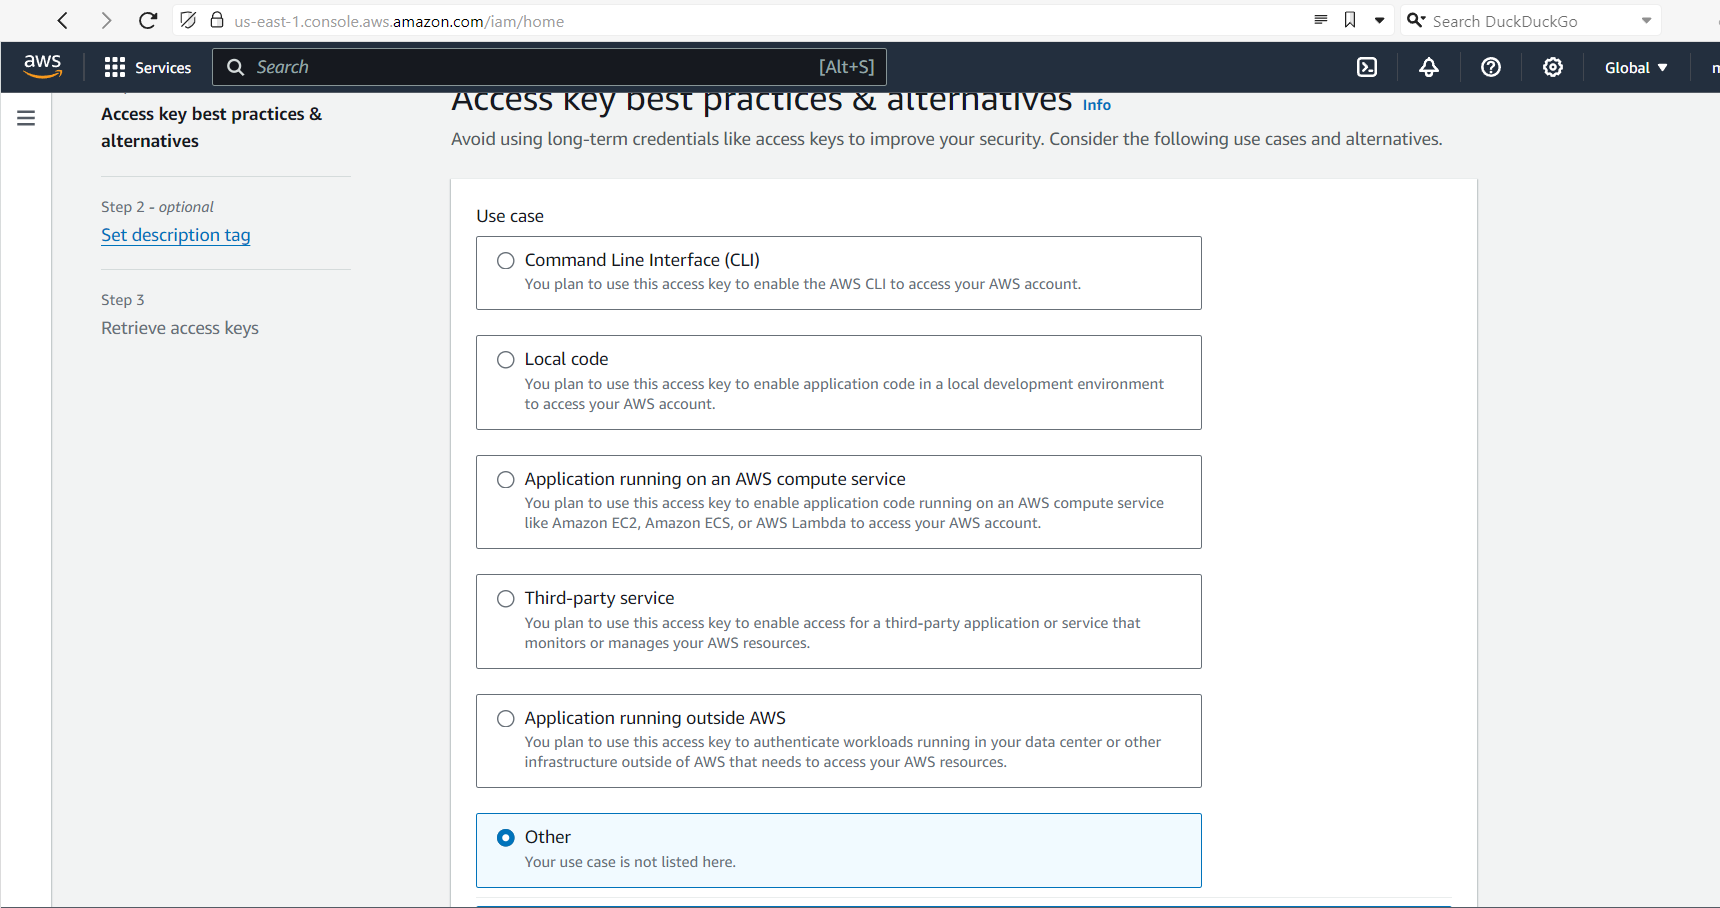 us-east-1.console.aws.amazon.com/iam/home
Search DuckDuckGo
aws
Services
Search
[Alt+S]
Global
Access key best practices &
alternatives
Step 2 - optional
Set description tag
Step 3
Retrieve access keys
Access key best practices & alternatives Info
Avoid using long-term credentials like access keys to improve your security. Consider the following use cases and alternatives.
Use case
Command Line Interface (CLI)
You plan to use this access key to enable the AWS CLI to access your AWS account.
Local code
You plan to use this access key to enable application code in a local development environment
to access your AWS account.
Application running on an AWS compute service
You plan to use this access key to enable application code running on an AWS compute service
like Amazon EC2, Amazon ECS, or AWS Lambda to access your AWS account.
Third-party service
You plan to use this access key to enable access for a third-party application or service that
monitors or manages your AWS resources.
Application running outside AWS
You plan to use this access key to authenticate workloads running in your data center or other
infrastructure outside of AWS that needs to access your AWS resources.
Other
Your use case is not listed here.